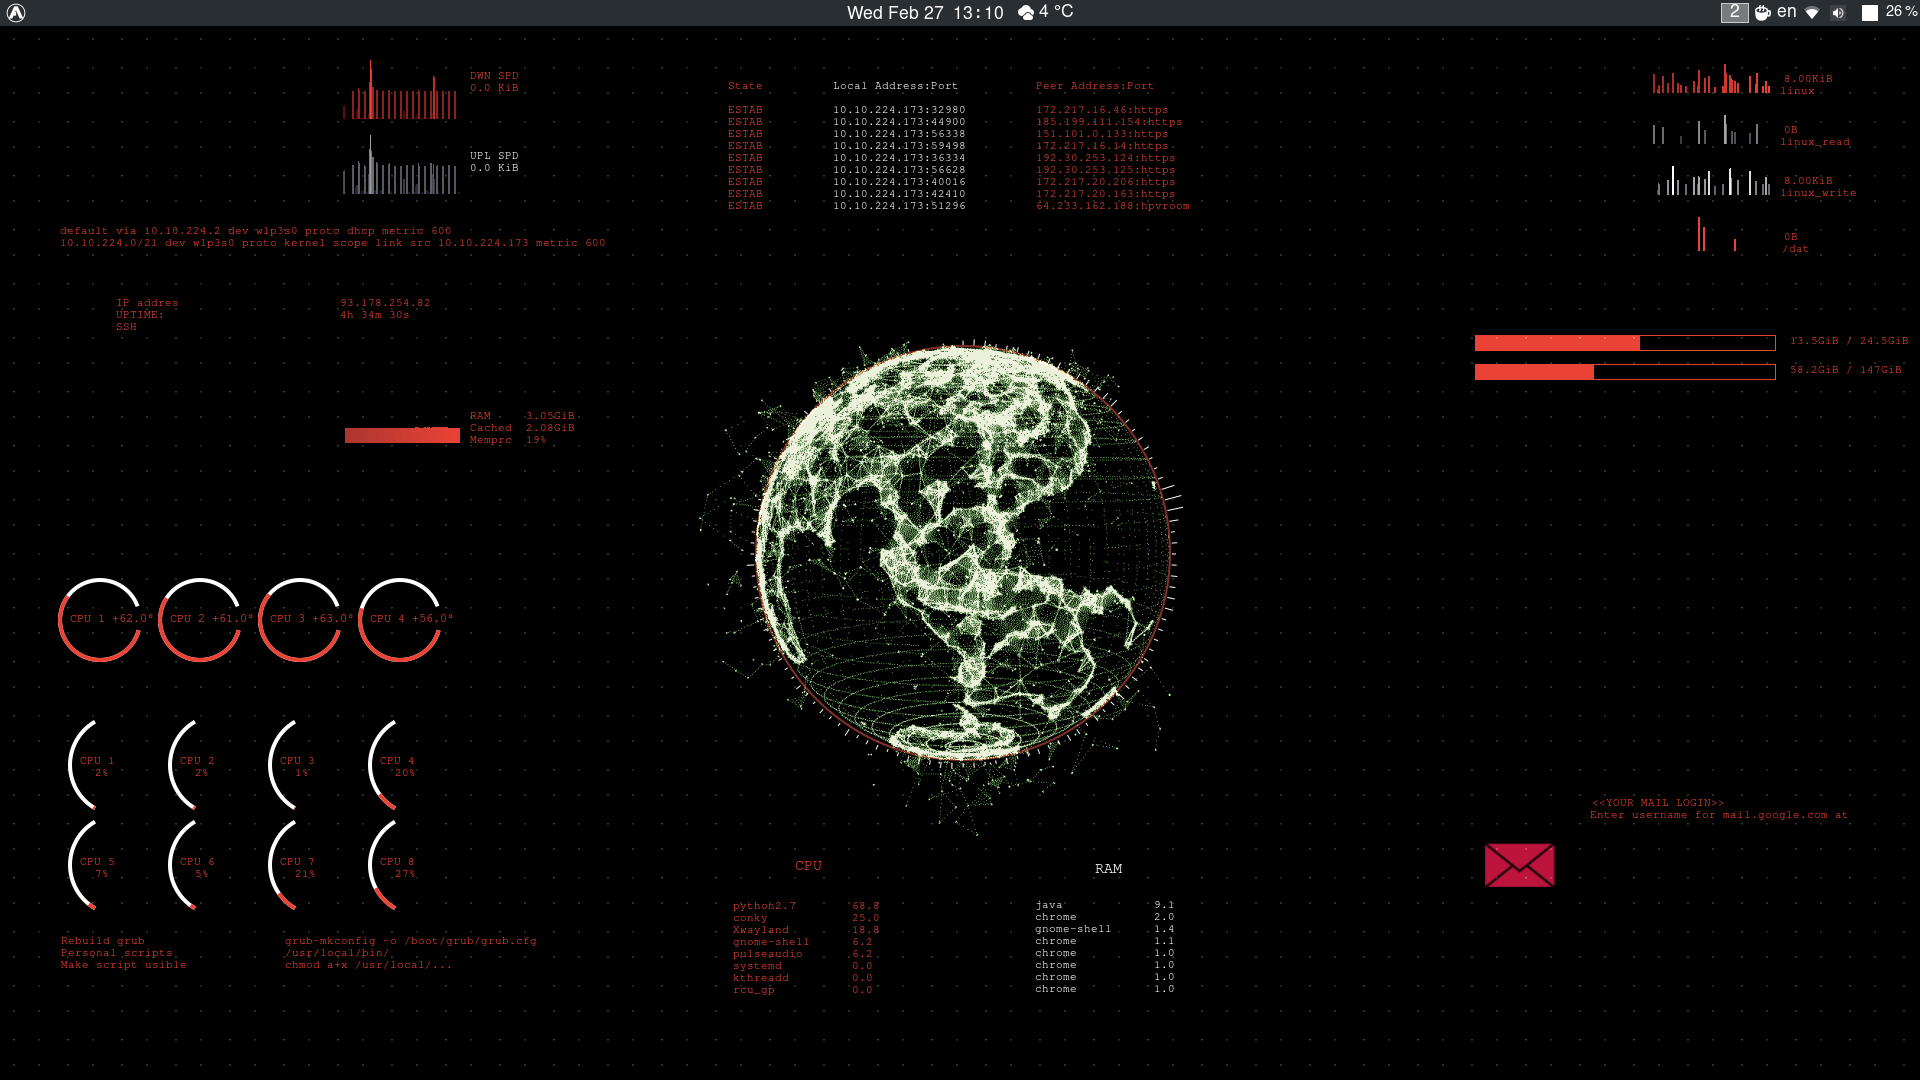 Wed Feb 27 13:10 4 °C
2 en 26 %
DWN SPD
0.0 KiB
UPL SPD
0.0 KiB
default via 10.10.224.2 dev wlp3s0 proto dhcp metric 600
10.10.224.0/21 dev wlp3s0 proto kernel scope link src 10.10.224.173 metric 600
IP addres 93.178.254.82
UPTIME: 4h 34m 30s
SSH
RAM 3.05GiB
Cached 2.08GiB
Memprc 19%
CPU 1 +62.0° CPU 2 +61.0° CPU 3 +63.0° CPU 4 +56.0°
CPU 1 CPU 2 CPU 3 CPU 4
2% 2% 1% 20%
CPU 5 CPU 6 CPU 7 CPU 8
7% 5% 21% 27%
Rebuild grub grub-mkconfig -o /boot/grub/grub.cfg
Personal scripts /usr/local/bin/
Make script usible chmod a+x /usr/local/...
State Local Address:Port Peer Address:Port
ESTAB 10.10.224.173:32980 172.217.16.46:https
ESTAB 10.10.224.173:44900 185.199.111.154:https
ESTAB 10.10.224.173:56338 151.101.0.133:https
ESTAB 10.10.224.173:59498 172.217.16.14:https
ESTAB 10.10.224.173:36334 192.30.253.124:https
ESTAB 10.10.224.173:56628 192.30.253.125:https
ESTAB 10.10.224.173:40016 172.217.20.206:https
ESTAB 10.10.224.173:42410 172.217.20.163:https
ESTAB 10.10.224.173:51296 64.233.162.188:hpvroom
CPU
python2.7 68.8
conky 25.0
Xwayland 18.8
gnome-shell 6.2
pulseaudio 6.2
systemd 0.0
kthreadd 0.0
rcu_gp 0.0
RAM
java 9.1
chrome 2.0
gnome-shell 1.4
chrome 1.1
chrome 1.0
chrome 1.0
chrome 1.0
chrome 1.0
8.00KiB
linux
0B
linux_read
8.00KiB
linux_write
0B
/dat
13.5GiB / 24.5GiB
58.2GiB / 147GiB
<<YOUR MAIL LOGIN>>
Enter username for mail.google.com at